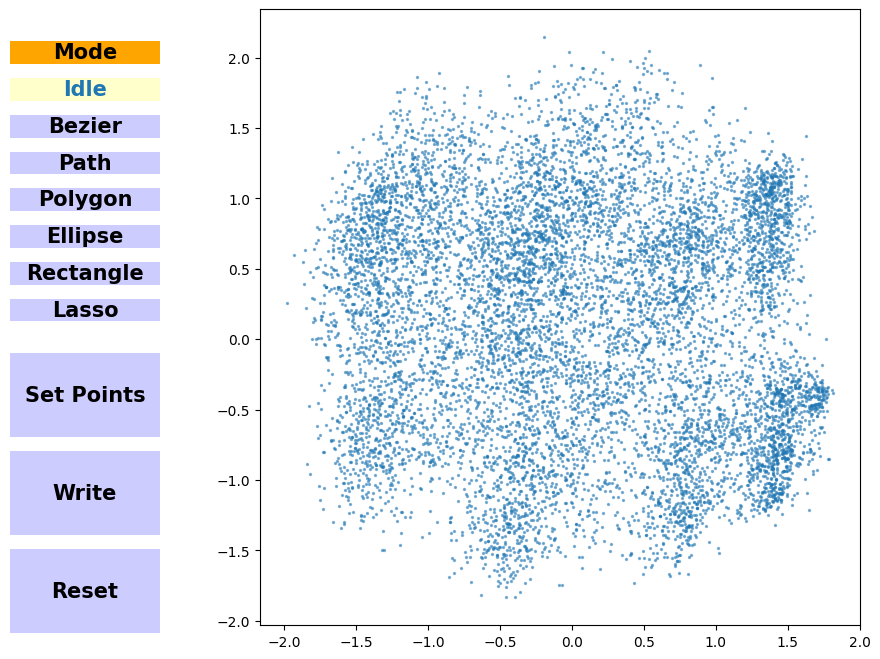 Mode
Idle
Bezier
Path
Polygon
Ellipse
Rectangle
Lasso
Set Points
Write
Reset
2.0
1.5
1.0
0.5
0.0
−0.5
−1.0
−1.5
−2.0
−2.0 −1.5 −1.0 −0.5 0.0 0.5 1.0 1.5 2.0